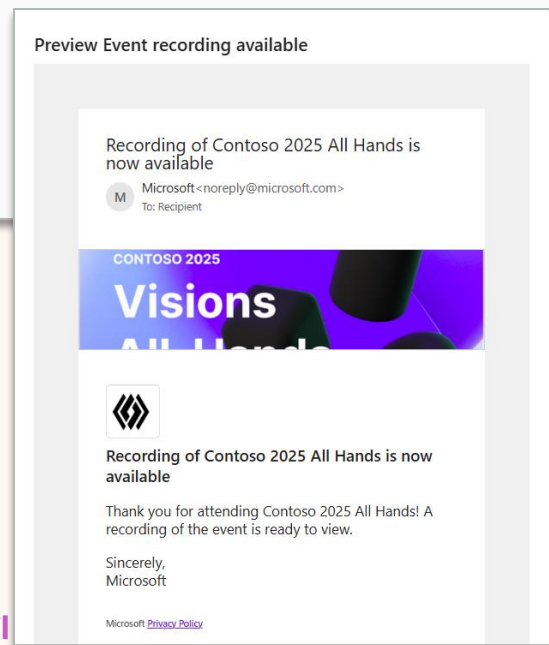 Preview Event recording available
Recording of Contoso 2025 All Hands is
now available
M
Microsoft<noreply@microsoft.com>
To: Recipient
CONTOSO 2025
Visions
All-Hands
Recording of Contoso 2025 All Hands is now
available
Thank you for attending Contoso 2025 All Hands! A
recording of the event is ready to view.
Sincerely,
Microsoft
Microsoft Privacy Policy